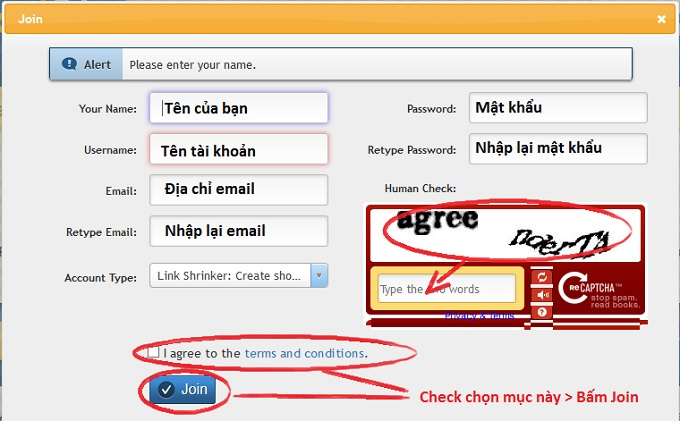 Join
Alert Please enter your name.
Your Name: Tên của bạn
Username: Tên tài khoản
Email: Địa chỉ email
Retype Email: Nhập lại email
Account Type: Link Shrinker: Create sho...
Password: Mật khẩu
Retype Password: Nhập lại mật khẩu
Human Check:
agree
Type the words
Privacy & Terms
reCAPTCHA™
stop spam.
read books.
I agree to the terms and conditions.
Join
Check chọn mục này > Bấm Join